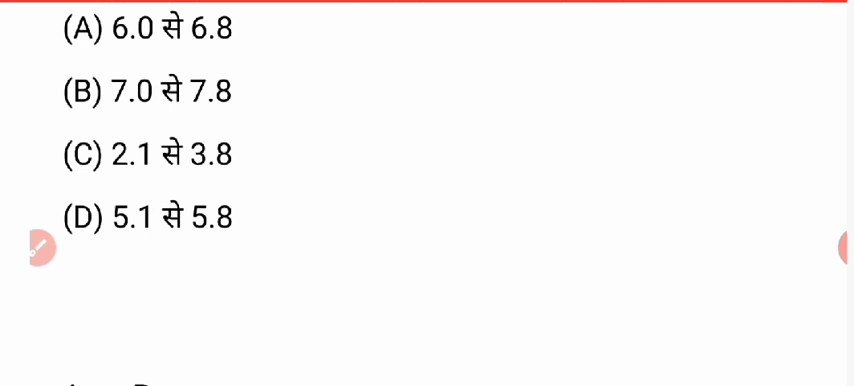 (A) 6.0 से 6.8
(B) 7.0 से 7.8
(C) 2.1 से 3.8
(D) 5.1 से 5.8